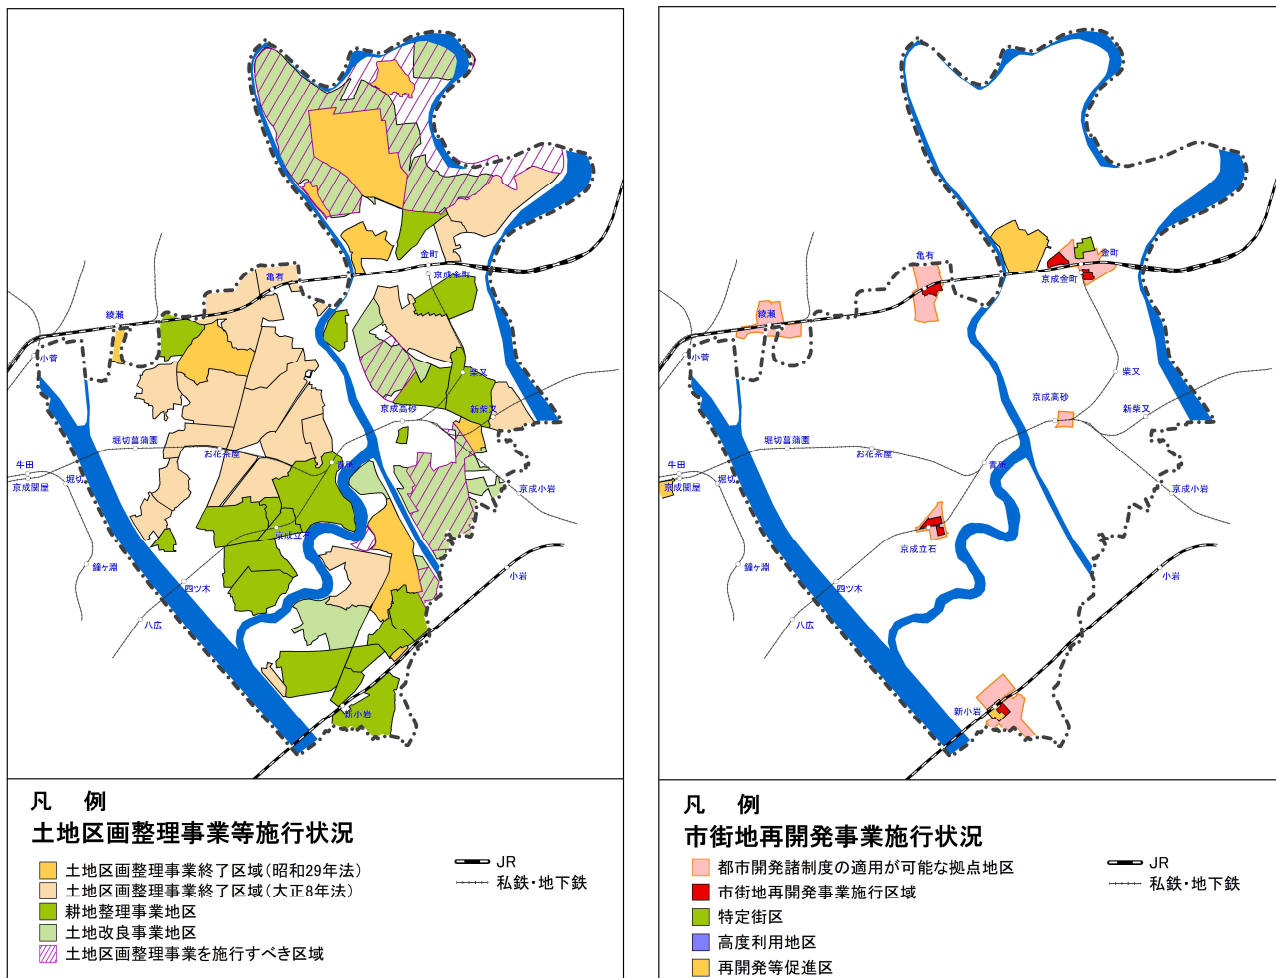 金町
亀有
京成金町
綾瀬
小菅
柴又
京成高砂
新柴又
堀切菖蒲園
お花茶屋
牛田
京成関屋
堀切
青砥
京成小岩
京成立石
鐘ヶ淵
四ツ木
小岩
八広
新小岩
凡 例
土地区画整理事業等施行状況
土地区画整理事業終了区域(昭和29年法)
土地区画整理事業終了区域(大正8年法)
耕地整理事業地区
土地改良事業地区
土地区画整理事業を施行すべき区域
JR
私鉄・地下鉄
亀有
金町
京成金町
綾瀬
小菅
柴又
京成高砂
新柴又
堀切菖蒲園
お花茶屋
牛田
京成関屋
堀切
青砥
京成小岩
京成立石
鐘ヶ淵
四ツ木
小岩
八広
新小岩
凡 例
市街地再開発事業施行状況
都市開発諸制度の適用が可能な拠点地区
市街地再開発事業施行区域
特定街区
高度利用地区
再開発等促進区
JR
私鉄・地下鉄